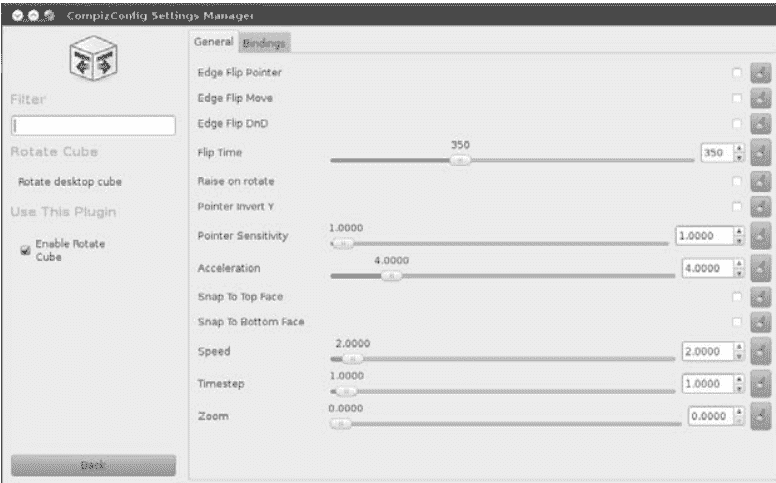 CompizConfig Settings Manager
Filter
Rotate Cube
Rotate desktop cube
Use This Plugin
Enable Rotate
Cube
Back
General Bindings
Edge Flip Pointer
Edge Flip Move
Edge Flip DnD
Flip Time 350 350
Raise on rotate
Pointer Invert Y
Pointer Sensitivity 1.0000 1.0000
Acceleration 4.0000 4.0000
Snap To Top Face
Snap To Bottom Face
Speed 2.0000 2.0000
Timestep 1.0000 1.0000
Zoom 0.0000 0.0000